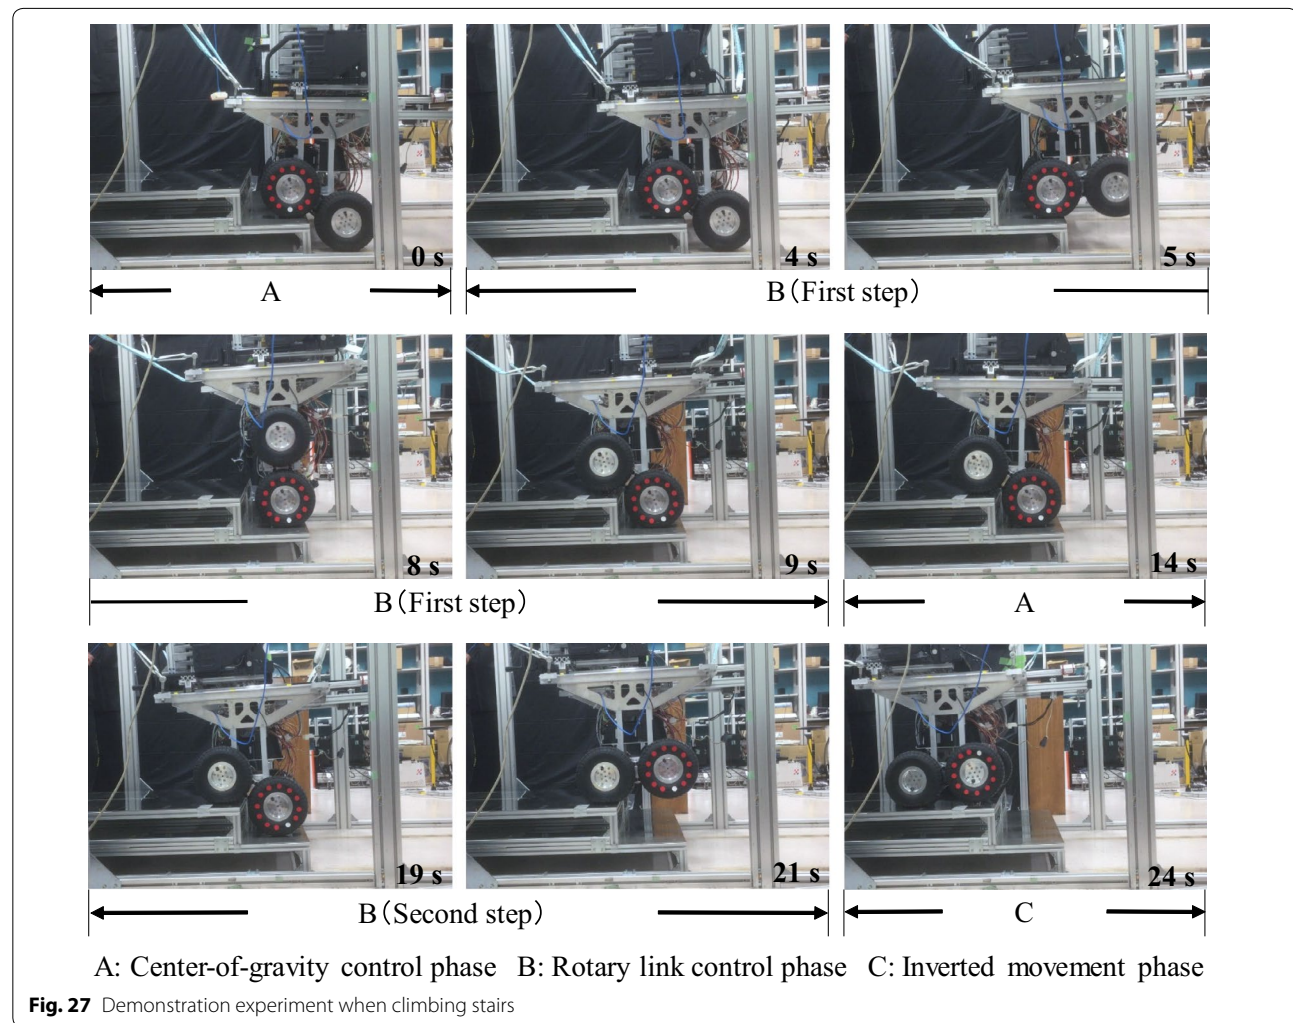 0 s
4 s
5 s
A
B（First step）
8 s
9 s
14 s
B（First step）
A
19 s
21 s
24 s
B（Second step）
C
A: Center-of-gravity control phase B: Rotary link control phase C: Inverted movement phase
Fig. 27 Demonstration experiment when climbing stairs